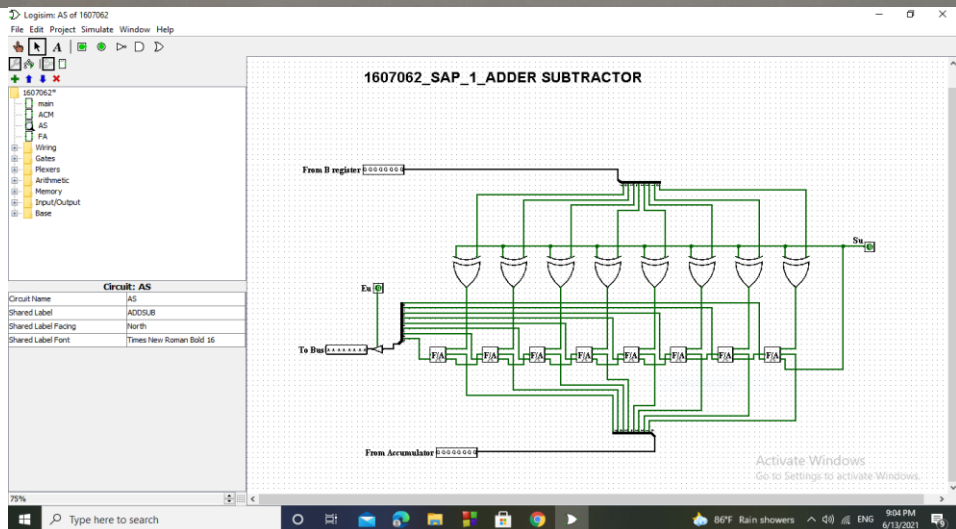 Logisim: AS of 1607062
File Edit Project Simulate Window Help
A
1607062*
main
ACM
AS
FA
Wiring
Gates
Plexers
Arithmetic
Memory
Input/Output
Base
Circuit: AS
Circuit Name AS
Shared Label ADDSUB
Shared Label Facing North
Shared Label Font Times New Roman Bold 16
75%
1607062_SAP_1_ADDER SUBTRACTOR
From B register 00000000
Su
Eu
To Bus
F/A F/A F/A F/A F/A F/A F/A F/A
From Accumulator 00000000
Activate Windows
Go to Settings to activate Windows.
Type here to search
86°F Rain showers
ENG
9:04 PM
6/13/2021